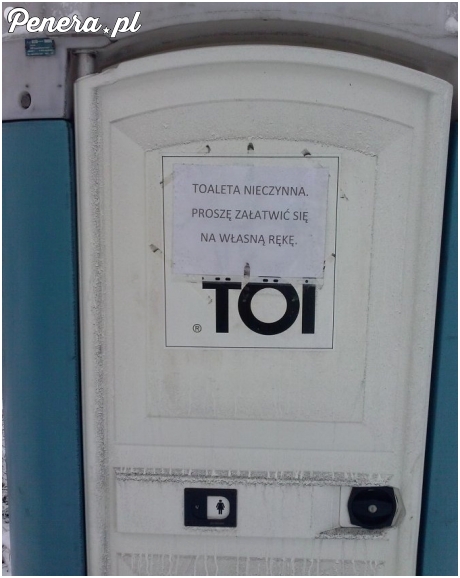 Penera.pl
TOALETA NIECZYNNA.
PROSZĘ ZAŁATWIĆ SIĘ
NA WŁASNĄ RĘKĘ.
® TOI